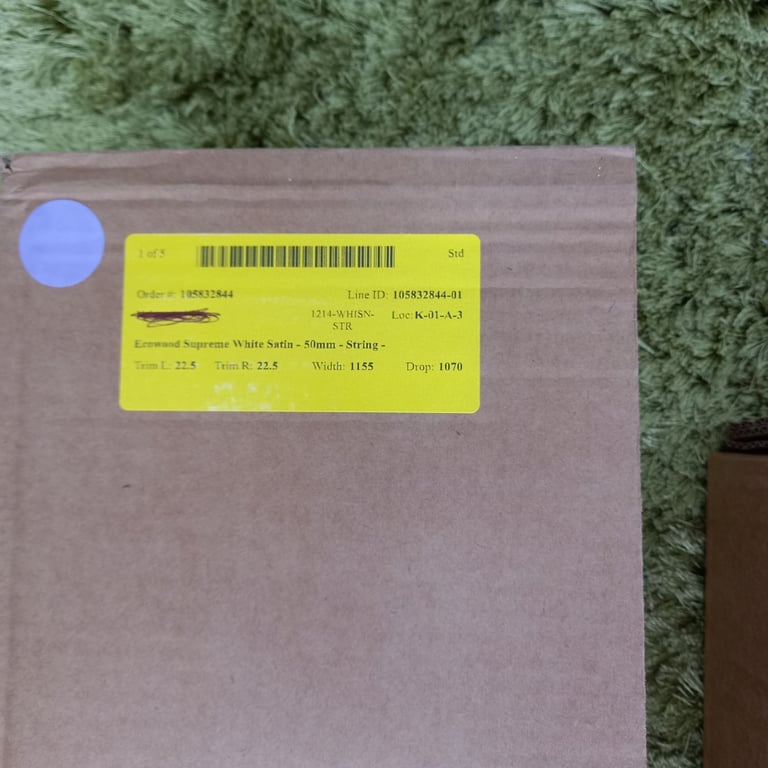 1 of 5 Std
Order #: 105832844 Line ID: 105832844-01
1214-WHISN- Loc: K-01-A-3
STR
Ecowood Supreme White Satin - 50mm - String -
Trim L: 22.5 Trim R: 22.5 Width: 1155 Drop: 1070